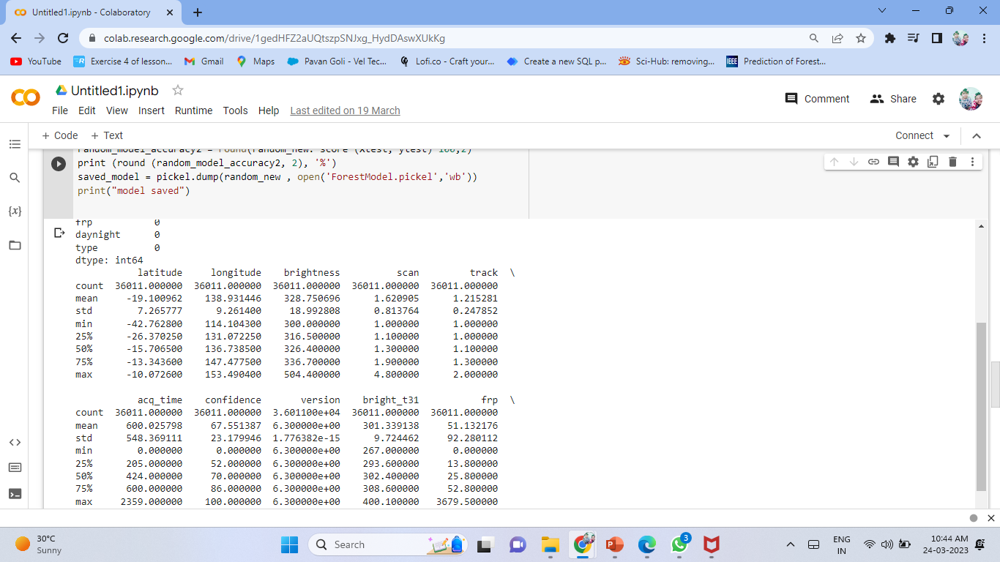 Untitled1.ipynb - Colaboratory
colab.research.google.com/drive/1gedHFZ2aUQtszpSNJxg_HydDAswXUkKg
YouTube Exercise 4 of lesson... Gmail Maps Pavan Goli - Vel Tec... Lofi.co - Craft your... Create a new SQL p... Sci-Hub: removing... IEEE Prediction of Forest...
Untitled1.ipynb
Comment Share
File Edit View Insert Runtime Tools Help Last edited on 19 March
+ Code + Text Connect
random_model_accuracy2 = round(random_new. score (Xtest, ytest) 100,2)
print (round (random_model_accuracy2, 2), '%')
saved_model = pickel.dump(random_new , open('ForestModel.pickel','wb'))
print("model saved")
{x}
frp 0
daynight 0
type 0
dtype: int64
latitude longitude brightness scan track \
count 36011.000000 36011.000000 36011.000000 36011.000000 36011.000000
mean -19.100962 138.931446 328.750696 1.620905 1.215281
std 7.265777 9.261400 18.992808 0.813764 0.247852
min -42.762800 114.104300 300.000000 1.000000 1.000000
25% -26.370250 131.072250 316.500000 1.100000 1.000000
50% -15.706500 136.738500 326.400000 1.300000 1.100000
75% -13.343600 147.477500 336.700000 1.900000 1.300000
max -10.072600 153.490400 504.400000 4.800000 2.000000
acq_time confidence version bright_t31 frp \
count 36011.000000 36011.000000 3.601100e+04 36011.000000 36011.000000
mean 600.025798 67.551387 6.300000e+00 301.339138 51.132176
std 548.369111 23.179946 1.776382e-15 9.724462 92.280112
min 0.000000 0.000000 6.300000e+00 267.000000 0.000000
25% 205.000000 52.000000 6.300000e+00 293.600000 13.800000
50% 424.000000 70.000000 6.300000e+00 302.400000 25.800000
75% 600.000000 86.000000 6.300000e+00 308.600000 52.800000
max 2359.000000 100.000000 6.300000e+00 400.100000 3679.500000
30°C
Sunny
Search
3
ENG
IN
10:44 AM
24-03-2023